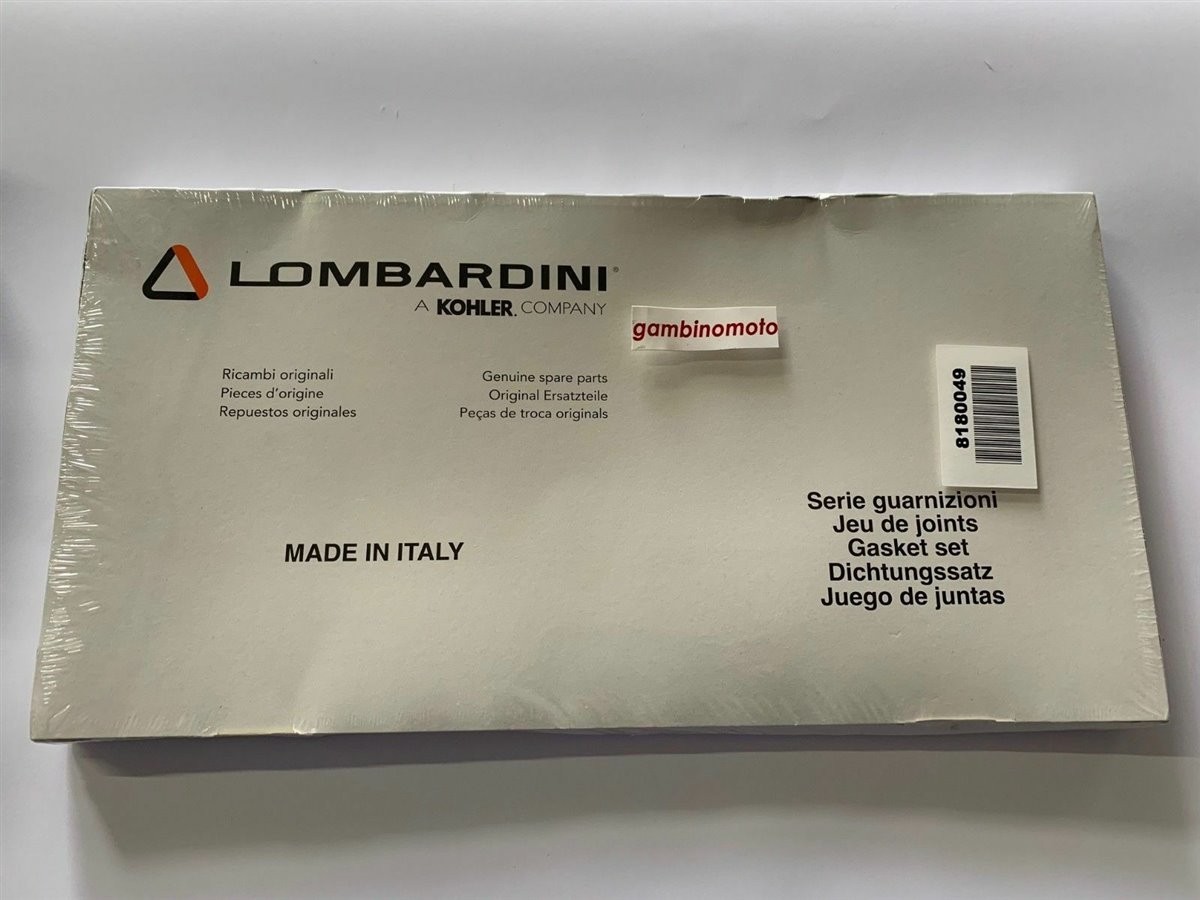 LOMBARDINI®
A KOHLER. COMPANY
gambinomoto
Ricambi originali
Pieces d'origine
Repuestos originales
Genuine spare parts
Original Ersatzteile
Peças de troca originals
8180049
MADE IN ITALY
Serie guarnizioni
Jeu de joints
Gasket set
Dichtungssatz
Juego de juntas